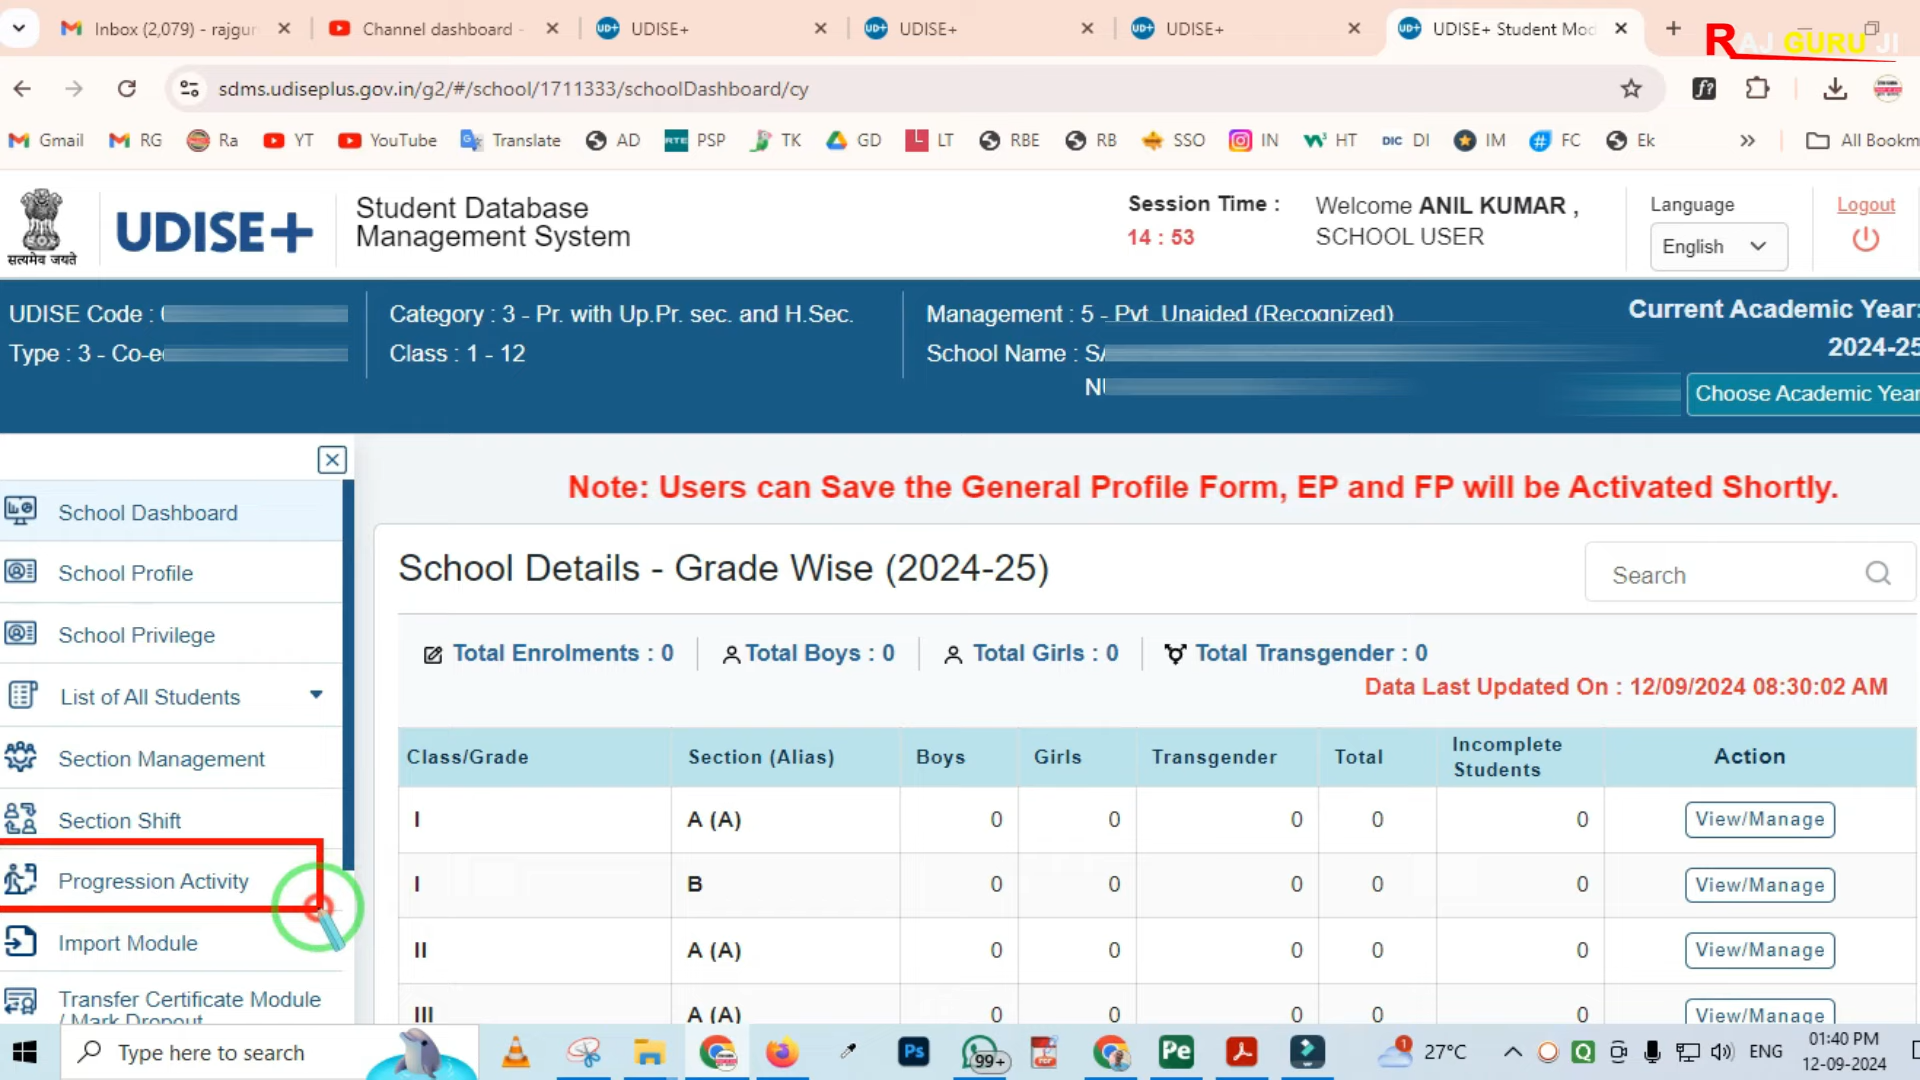 Inbox (2,079) - rajgur
Channel dashboard -
UDISE+
UDISE+
UDISE+
UDISE+ Student Mod
RAJ GURU JI
sdms.udiseplus.gov.in/g2/#/school/1711333/schoolDashboard/cy
Gmail
RG
Ra
YT
YouTube
Translate
AD
PSP
TK
GD
LT
RBE
RB
SSO
IN
HT
DI
IM
FC
Ek
All Bookm
सत्यमेव जयते
UDISE+
Student Database
Management System
Session Time :
14 : 53
Welcome ANIL KUMAR ,
SCHOOL USER
Language
English
Logout
UDISE Code :
Type : 3 - Co-e
Category : 3 - Pr. with Up.Pr. sec. and H.Sec.
Class : 1 - 12
Management : 5 - Pvt. Unaided (Recognized)
School Name :
Current Academic Year:
2024-25
Choose Academic Year
School Dashboard
School Profile
School Privilege
List of All Students
Section Management
Section Shift
Progression Activity
Import Module
Transfer Certificate Module
/ Mark Dropout
Note: Users can Save the General Profile Form, EP and FP will be Activated Shortly.
School Details - Grade Wise (2024-25)
Search
Total Enrolments : 0
Total Boys : 0
Total Girls : 0
Total Transgender : 0
Data Last Updated On : 12/09/2024 08:30:02 AM
Class/Grade Section (Alias) Boys Girls Transgender Total Incomplete Students Action
I A (A) 0 0 0 0 0 View/Manage
I B 0 0 0 0 0 View/Manage
II A (A) 0 0 0 0 0 View/Manage
III A (A) 0 0 0 0 0 View/Manage
Type here to search
Ps
99+
Pe
1
27°C
ENG
01:40 PM
12-09-2024